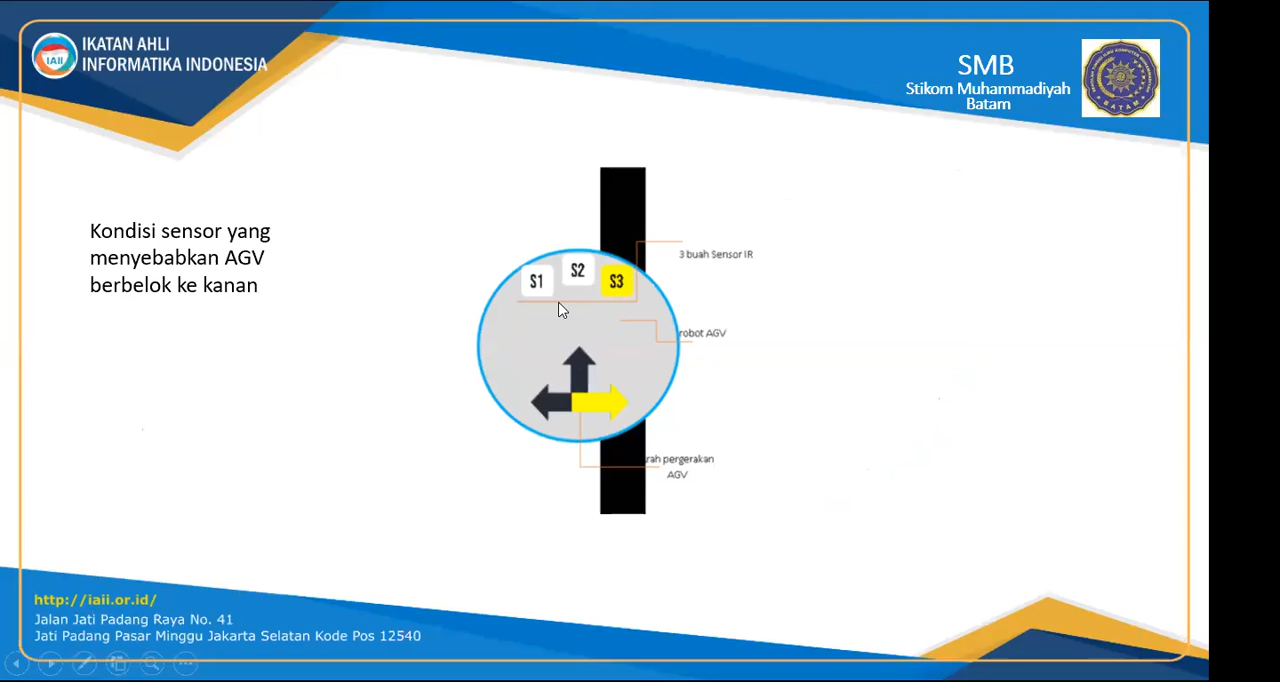 IKATAN AHLI
INFORMATIKA INDONESIA
IAII
SMB
Stikom Muhammadiyah
Batam
BATAM
Kondisi sensor yang
menyebabkan AGV
berbelok ke kanan
S1
S2
S3
3 buah Sensor IR
robot AGV
rah pergerakan
AGV
http://iaii.or.id/
Jalan Jati Padang Raya No. 41
Jati Padang Pasar Minggu Jakarta Selatan Kode Pos 12540